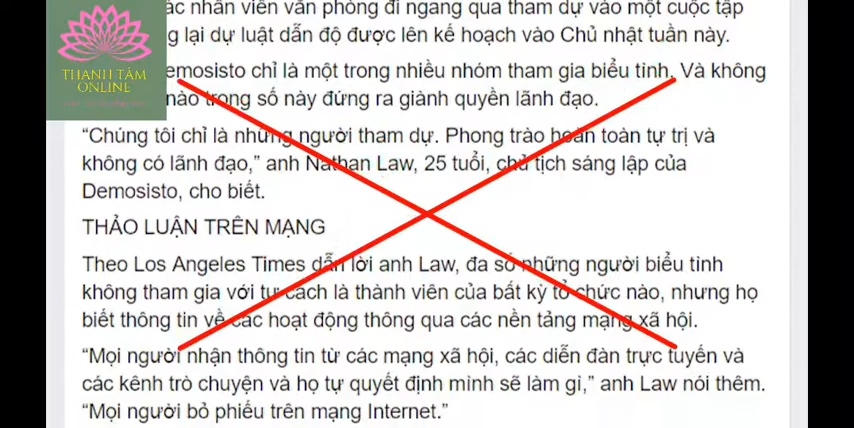 ác nhân viên văn phòng đi ngang qua tham dự vào một cuộc tập
g lại dự luật dẫn độ được lên kế hoạch vào Chủ nhật tuần này.
THANH TÂM
ONLINE
emosisto chỉ là một trong nhiều nhóm tham gia biểu tình. Và không
nào trong số này đứng ra giành quyền lãnh đạo.
“Chúng tôi chỉ là những người tham dự. Phong trào hoàn toàn tự trị và
không có lãnh đạo,” anh Nathan Law, 25 tuổi, chủ tịch sáng lập của
Demosisto, cho biết.
THẢO LUẬN TRÊN MẠNG
Theo Los Angeles Times dẫn lời anh Law, đa số những người biểu tình
không tham gia với tư cách là thành viên của bất kỳ tổ chức nào, nhưng họ
biết thông tin về các hoạt động thông qua các nền tảng mạng xã hội.
“Mọi người nhận thông tin từ các mạng xã hội, các diễn đàn trực tuyến và
các kênh trò chuyện và họ tự quyết định mình sẽ làm gì,” anh Law nói thêm.
“Mọi người bỏ phiếu trên mạng Internet.”